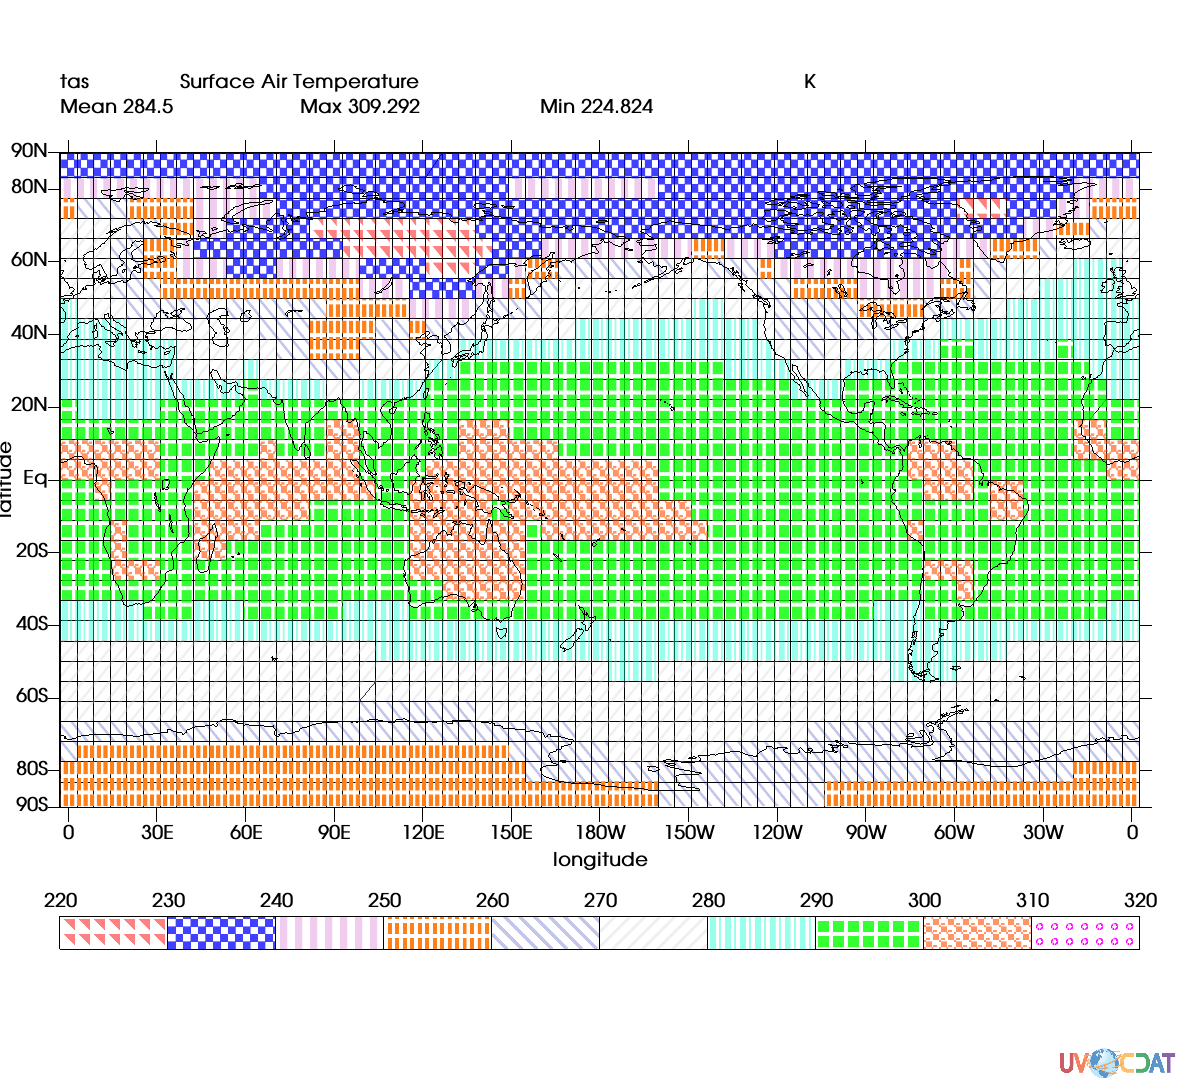 tas Surface Air Temperature K
Mean 284.5 Max 309.292 Min 224.824
90N
80N
60N
40N
20N
Eq
20S
40S
60S
80S
90S
latitude
0 30E 60E 90E 120E 150E 180W 150W 120W 90W 60W 30W 0
longitude
220 230 240 250 260 270 280 290 300 310 320
UV CDAT